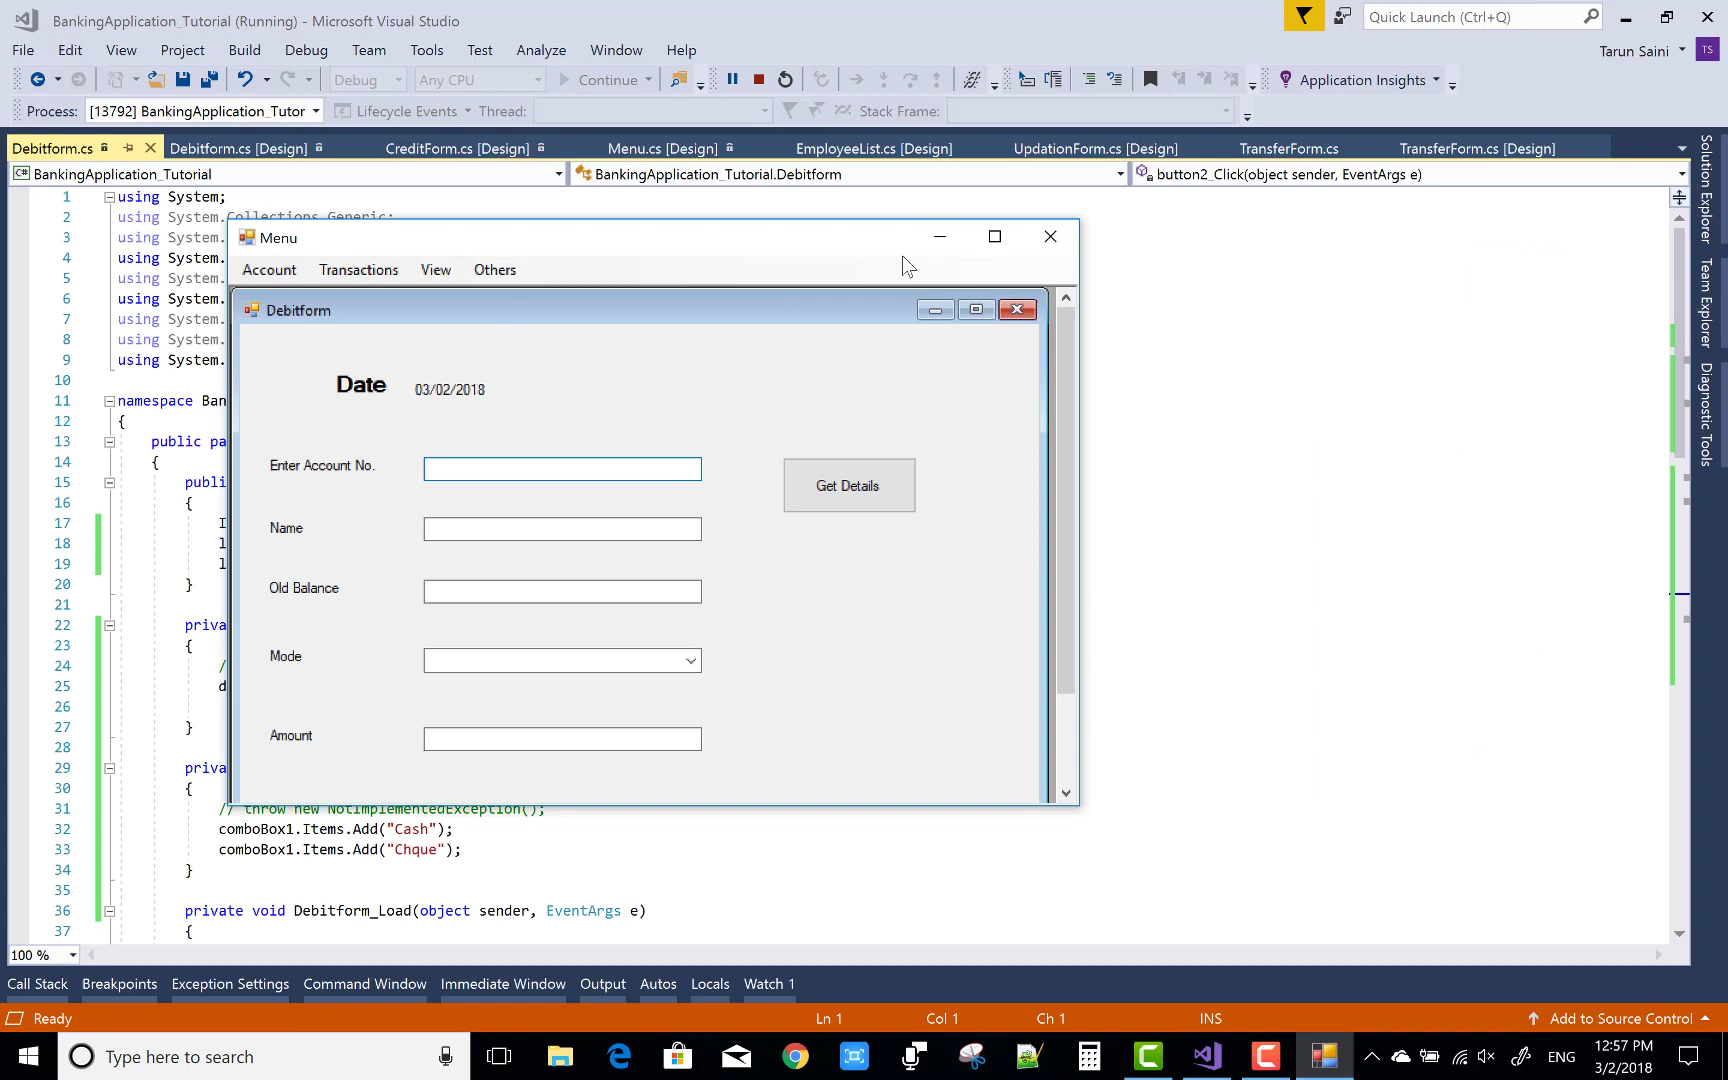 BankingApplication_Tutorial (Running) - Microsoft Visual Studio
Quick Launch (Ctrl+Q)
File Edit View Project Build Debug Team Tools Test Analyze Window Help
Tarun Saini TS
Debug Any CPU Continue Application Insights
Process: [13792] BankingApplication_Tutor Lifecycle Events Thread: Stack Frame:
Debitform.cs Debitform.cs [Design] CreditForm.cs [Design] Menu.cs [Design] EmployeeList.cs [Design] UpdationForm.cs [Design] TransferForm.cs TransferForm.cs [Design]
BankingApplication_Tutorial BankingApplication_Tutorial.Debitform button2_Click(object sender, EventArgs e)
Solution Explorer
Team Explorer
Diagnostic Tools
1 using System;
2 using System.Collections.Generic;
3 using System.
4 using System.
5 using System.
6 using System.
7 using System.
8 using System.
9 using System.
10
11 namespace Ban
12 {
13 public pa
14 {
15 publi
16 {
17 I
18 l
19 l
20 }
21
22 priva
23 {
24 /
25 d
26
27 }
28
29 priva
30 {
31 // throw new NotImplementedException();
32 comboBox1.Items.Add("Cash");
33 comboBox1.Items.Add("Chque");
34 }
35
36 private void Debitform_Load(object sender, EventArgs e)
37 {
Menu
Account Transactions View Others
Debitform
Date 03/02/2018
Enter Account No.
Get Details
Name
Old Balance
Mode
Amount
100 %
Call Stack Breakpoints Exception Settings Command Window Immediate Window Output Autos Locals Watch 1
Ready Ln 1 Col 1 Ch 1 INS Add to Source Control
Type here to search
ENG
12:57 PM
3/2/2018